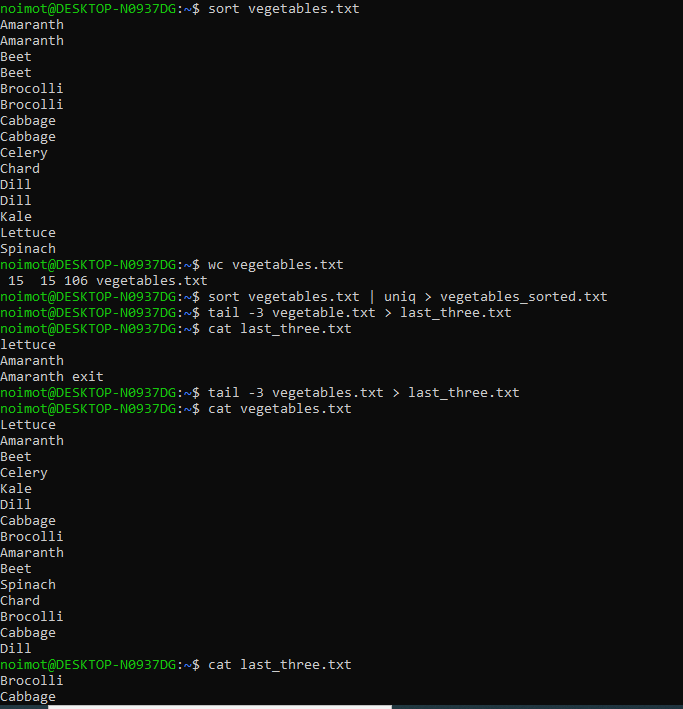 noimot@DESKTOP-N0937DG:~$ sort vegetables.txt
Amaranth
Amaranth
Beet
Beet
Brocolli
Brocolli
Cabbage
Cabbage
Celery
Chard
Dill
Dill
Kale
Lettuce
Spinach
noimot@DESKTOP-N0937DG:~$ wc vegetables.txt
 15  15 106 vegetables.txt
noimot@DESKTOP-N0937DG:~$ sort vegetables.txt | uniq > vegetables_sorted.txt
noimot@DESKTOP-N0937DG:~$ tail -3 vegetable.txt > last_three.txt
noimot@DESKTOP-N0937DG:~$ cat last_three.txt
lettuce
Amaranth
Amaranth exit
noimot@DESKTOP-N0937DG:~$ tail -3 vegetables.txt > last_three.txt
noimot@DESKTOP-N0937DG:~$ cat vegetables.txt
Lettuce
Amaranth
Beet
Celery
Kale
Dill
Cabbage
Brocolli
Amaranth
Beet
Spinach
Chard
Brocolli
Cabbage
Dill
noimot@DESKTOP-N0937DG:~$ cat last_three.txt
Brocolli
Cabbage